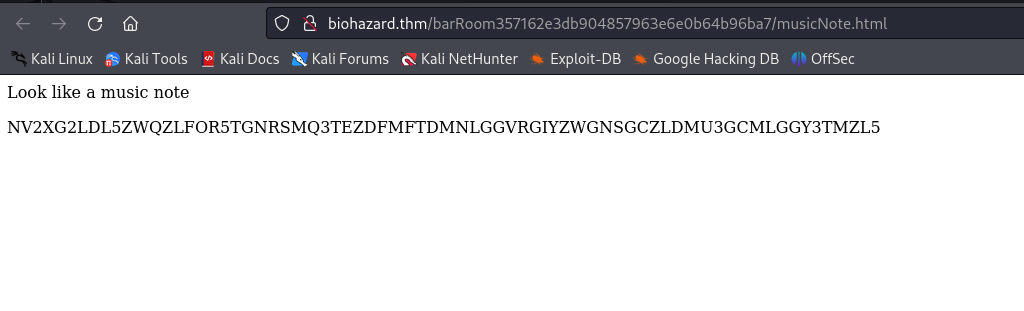 biohazard.thm/barRoom357162e3db904857963e6e0b64b96ba7/musicNote.html
Kali Linux Kali Tools Kali Docs Kali Forums Kali NetHunter Exploit-DB Google Hacking DB OffSec
Look like a music note
NV2XG2LDL5ZWQZLFOR5TGNRSMQ3TEZDFMFTDMNLGGVRGIYZWGNSGCZLDMU3GCMLGGY3TMZL5